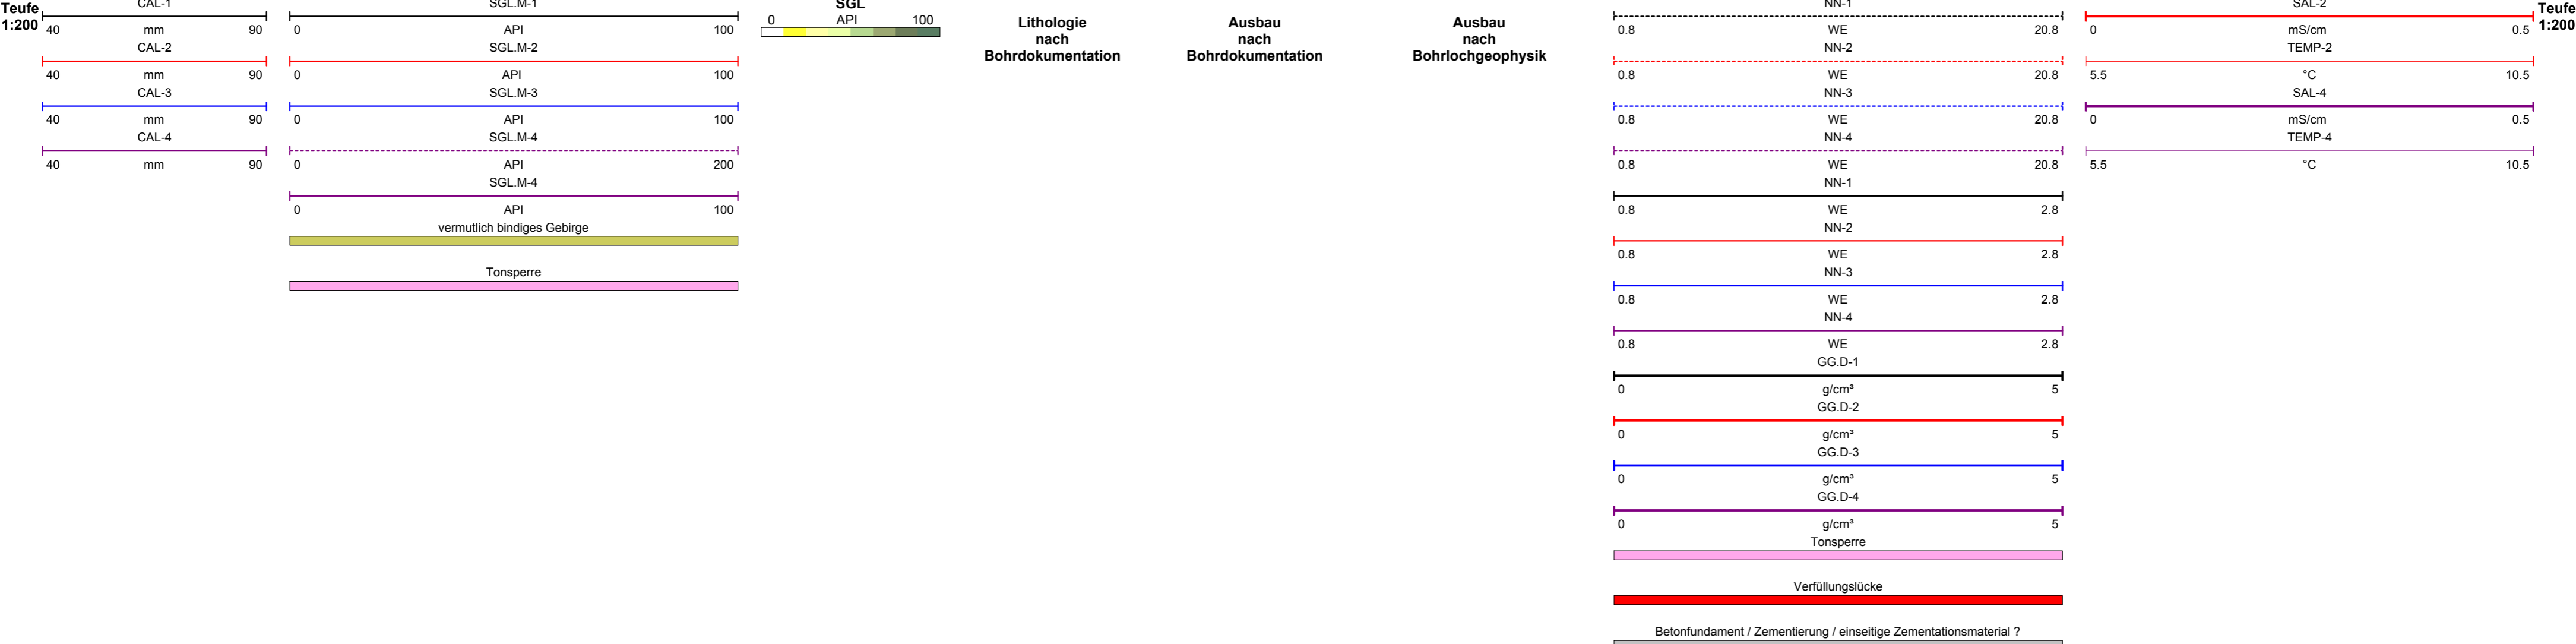 Teufe
1:200
CAL-1
40 mm 90
CAL-2
40 mm 90
CAL-3
40 mm 90
CAL-4
40 mm 90
SGL.M-1
0 API 100
SGL.M-2
0 API 100
SGL.M-3
0 API 100
SGL.M-4
0 API 200
SGL.M-4
0 API 100
vermutlich bindiges Gebirge
Tonsperre
SGL
0 API 100
Lithologie
nach
Bohrdokumentation
Ausbau
nach
Bohrdokumentation
Ausbau
nach
Bohrlochgeophysik
NN-1
0.8 WE 20.8
NN-2
0.8 WE 20.8
NN-3
0.8 WE 20.8
NN-4
0.8 WE 20.8
NN-1
0.8 WE 2.8
NN-2
0.8 WE 2.8
NN-3
0.8 WE 2.8
NN-4
0.8 WE 2.8
GG.D-1
0 g/cm³ 5
GG.D-2
0 g/cm³ 5
GG.D-3
0 g/cm³ 5
GG.D-4
0 g/cm³ 5
Tonsperre
Verfüllungslücke
Betonfundament / Zementierung / einseitige Zementationsmaterial ?
SAL-2
0 mS/cm 0.5
TEMP-2
5.5 °C 10.5
SAL-4
0 mS/cm 0.5
TEMP-4
5.5 °C 10.5
Teufe
1:200